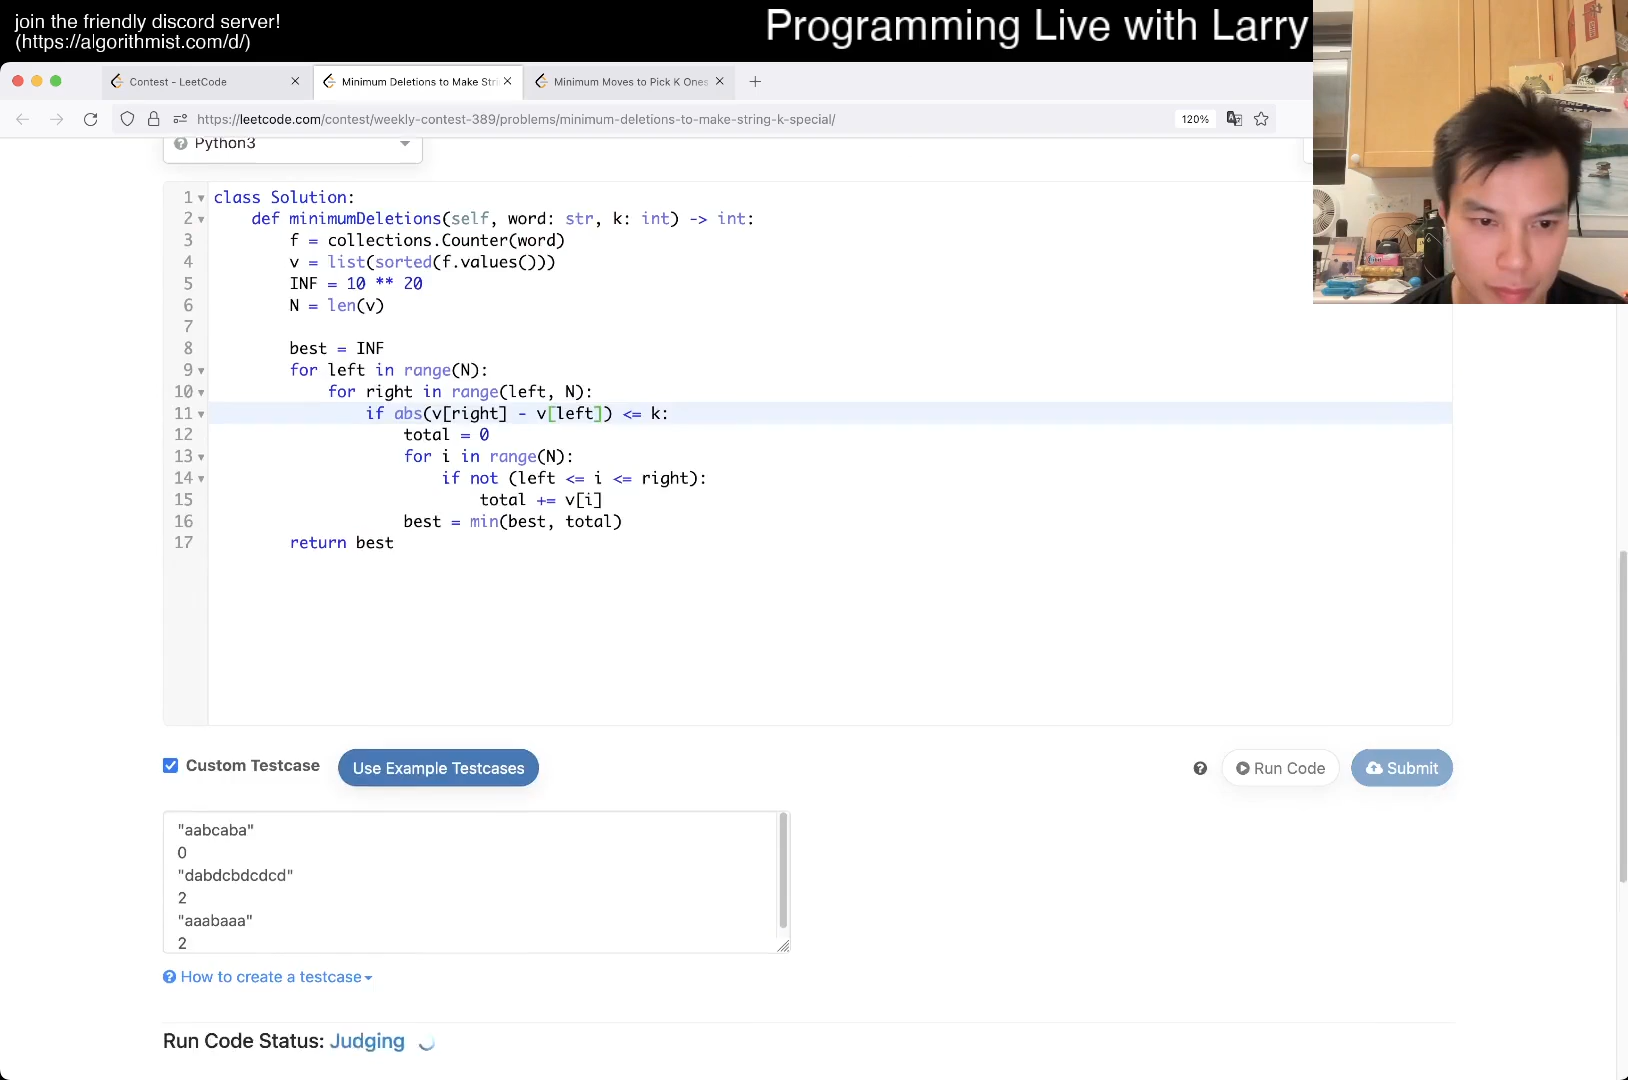 join the friendly discord server!
(https://algorithmist.com/d/)
Programming Live with Larry
Contest - LeetCode
Minimum Deletions to Make Stri
Minimum Moves to Pick K Ones
https://leetcode.com/contest/weekly-contest-389/problems/minimum-deletions-to-make-string-k-special/
120%
Python3
1 class Solution:
2     def minimumDeletions(self, word: str, k: int) -> int:
3         f = collections.Counter(word)
4         v = list(sorted(f.values()))
5         INF = 10 ** 20
6         N = len(v)
7
8         best = INF
9         for left in range(N):
10             for right in range(left, N):
11                 if abs(v[right] - v[left]) <= k:
12                     total = 0
13                     for i in range(N):
14                         if not (left <= i <= right):
15                             total += v[i]
16                     best = min(best, total)
17         return best
Custom Testcase
Use Example Testcases
Run Code
Submit
"aabcaba"
0
"dabdcbdcdcd"
2
"aaabaaa"
2
How to create a testcase
Run Code Status: Judging